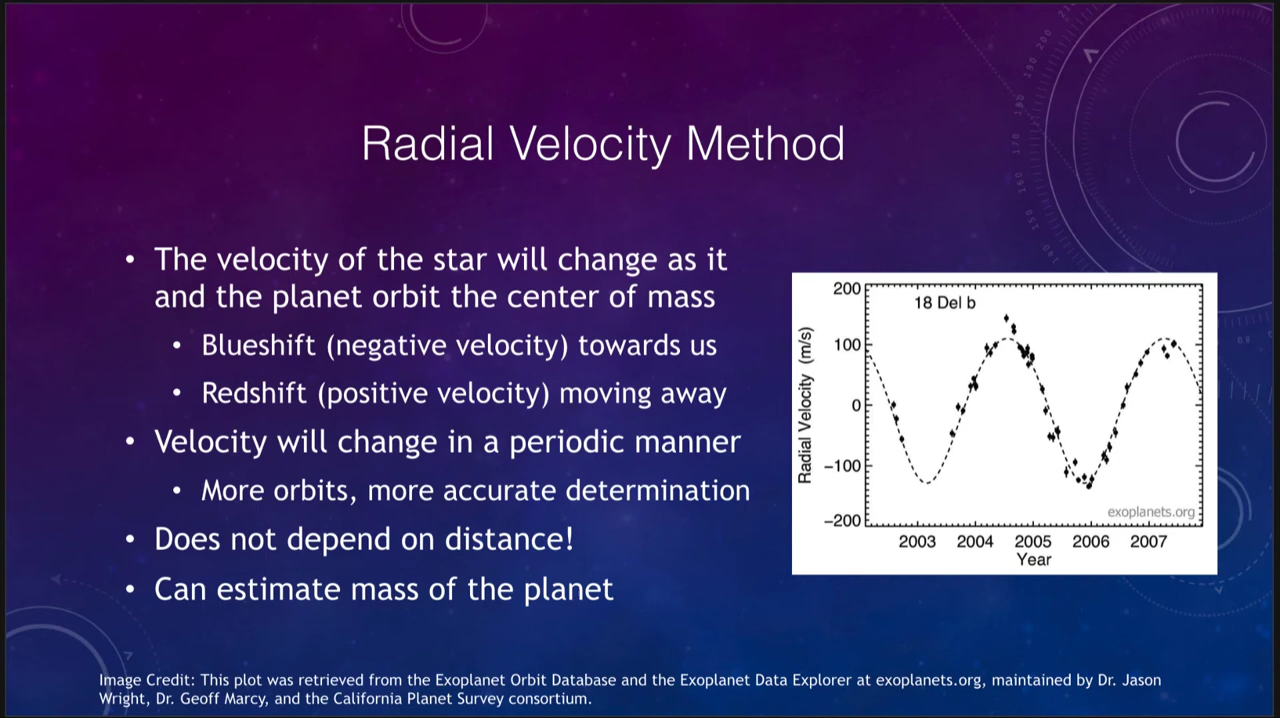 Radial Velocity Method
• The velocity of the star will change as it
and the planet orbit the center of mass
• Blueshift (negative velocity) towards us
• Redshift (positive velocity) moving away
• Velocity will change in a periodic manner
• More orbits, more accurate determination
• Does not depend on distance!
• Can estimate mass of the planet
18 Del b
Radial Velocity (m/s)
200
100
0
−100
−200
exoplanets.org
2003 2004 2005 2006 2007
Year
Image Credit: This plot was retrieved from the Exoplanet Orbit Database and the Exoplanet Data Explorer at exoplanets.org, maintained by Dr. Jason
Wright, Dr. Geoff Marcy, and the California Planet Survey consortium.